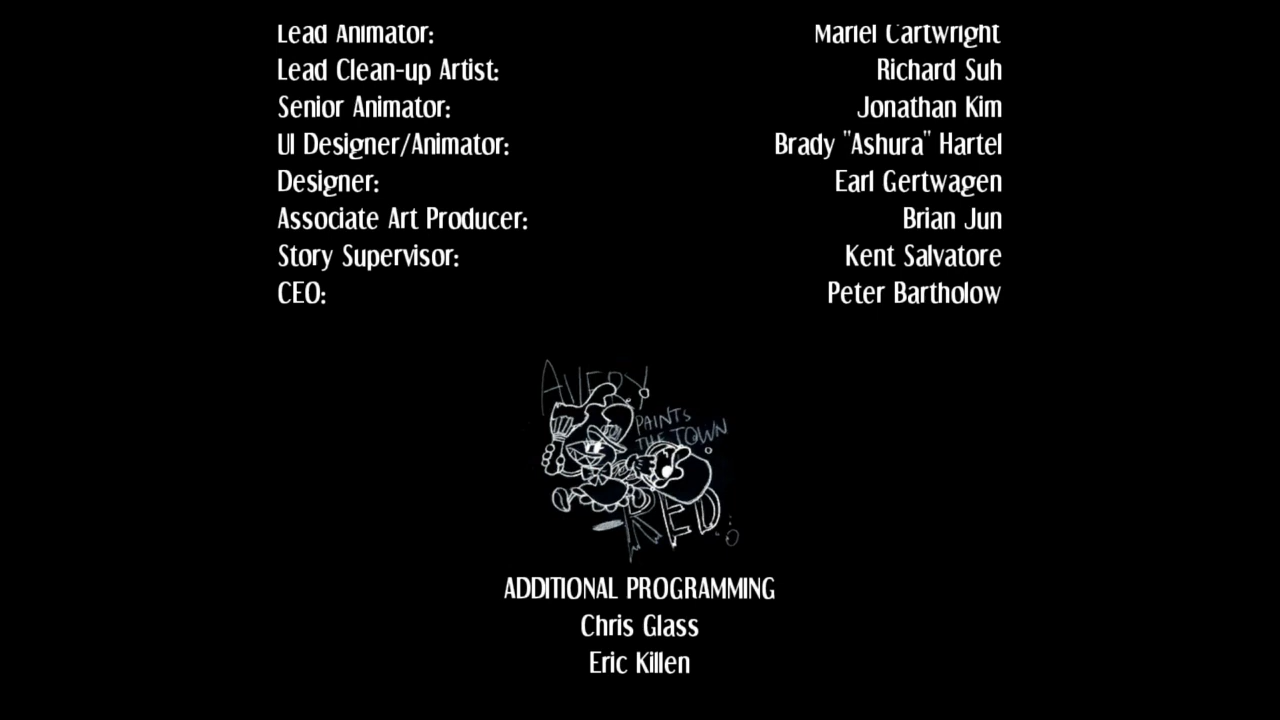 Lead Animator: Mariel Cartwright
Lead Clean-up Artist: Richard Suh
Senior Animator: Jonathan Kim
UI Designer/Animator: Brady "Ashura" Hartel
Designer: Earl Gertwagen
Associate Art Producer: Brian Jun
Story Supervisor: Kent Salvatore
CEO: Peter Bartholow
AVERY
PAINTS
THE TOWN
RED
ADDITIONAL PROGRAMMING
Chris Glass
Eric Killen